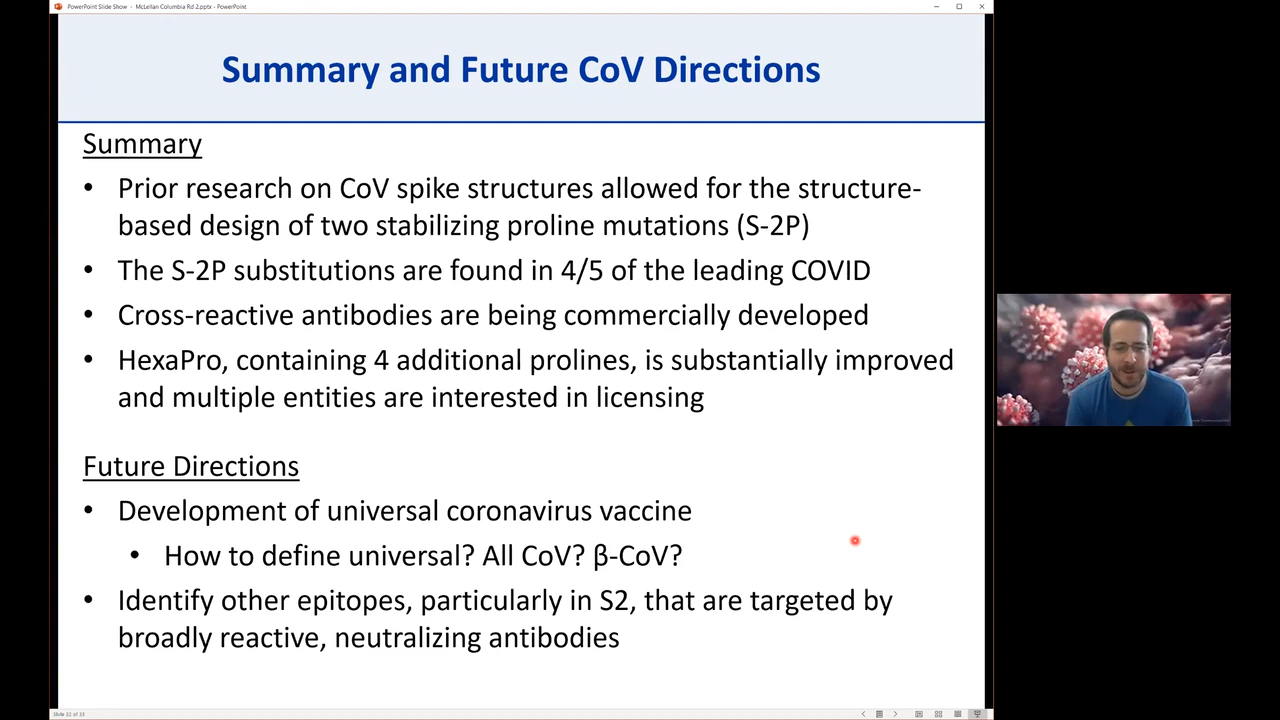 PowerPoint Slide Show - McLellan Columbia Rd 2.pptx - PowerPoint
Summary and Future CoV Directions
Summary
• Prior research on CoV spike structures allowed for the structure-
based design of two stabilizing proline mutations (S-2P)
• The S-2P substitutions are found in 4/5 of the leading COVID
• Cross-reactive antibodies are being commercially developed
• HexaPro, containing 4 additional prolines, is substantially improved
and multiple entities are interested in licensing
Future Directions
• Development of universal coronavirus vaccine
• How to define universal? All CoV? β-CoV?
• Identify other epitopes, particularly in S2, that are targeted by
broadly reactive, neutralizing antibodies
Slide 32 of 33